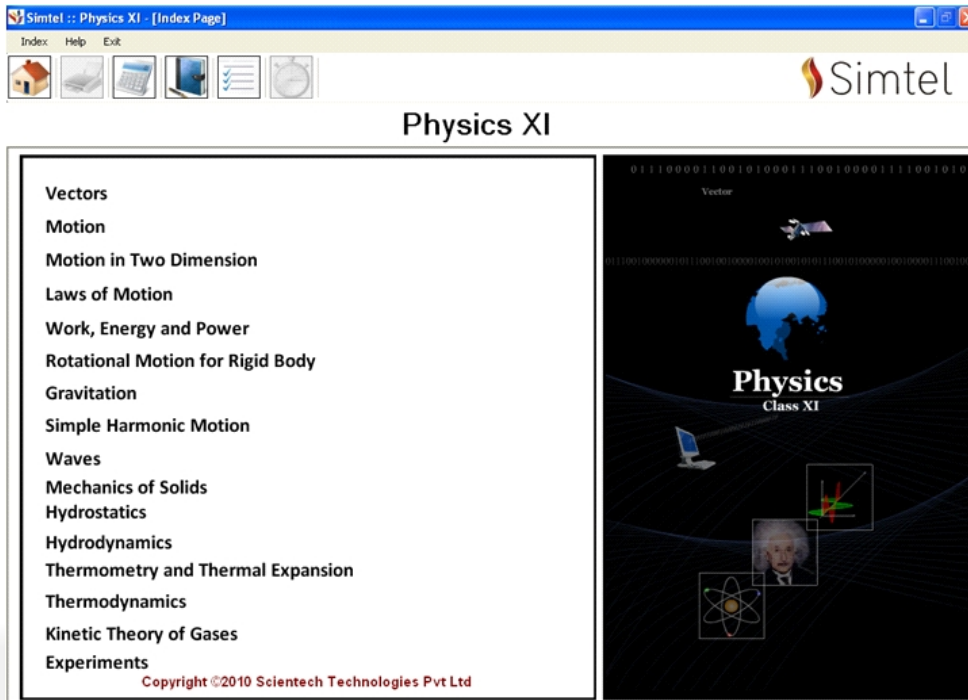 Simtel :: Physics XI - [Index Page]
Index Help Exit
Simtel
Physics XI
Vectors
Motion
Motion in Two Dimension
Laws of Motion
Work, Energy and Power
Rotational Motion for Rigid Body
Gravitation
Simple Harmonic Motion
Waves
Mechanics of Solids
Hydrostatics
Hydrodynamics
Thermometry and Thermal Expansion
Thermodynamics
Kinetic Theory of Gases
Experiments
Copyright ©2010 Scientech Technologies Pvt Ltd
Vector
Physics
Class XI